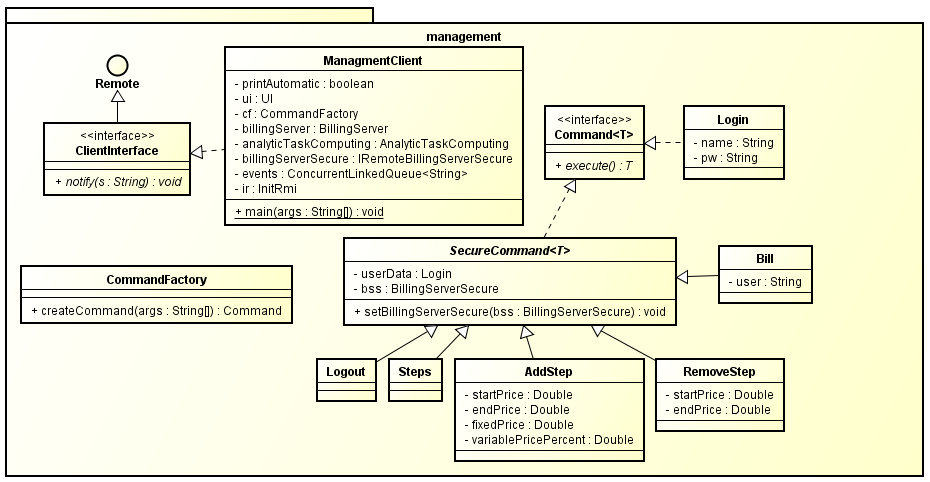 management
Remote
<<interface>>
ClientInterface
+ notify(s : String) : void
ManagmentClient
- printAutomatic : boolean
- ui : UI
- cf : CommandFactory
- billingServer : BillingServer
- analyticTaskComputing : AnalyticTaskComputing
- billingServerSecure : IRemoteBillingServerSecure
- events : ConcurrentLinkedQueue<String>
- ir : InitRmi
+ main(args : String[]) : void
<<interface>>
Command<T>
+ execute() : T
Login
- name : String
- pw : String
CommandFactory
+ createCommand(args : String[]) : Command
SecureCommand<T>
- userData : Login
- bss : BillingServerSecure
+ setBillingServerSecure(bss : BillingServerSecure) : void
Bill
- user : String
Logout
Steps
AddStep
- startPrice : Double
- endPrice : Double
- fixedPrice : Double
- variablePricePercent : Double
RemoveStep
- startPrice : Double
- endPrice : Double